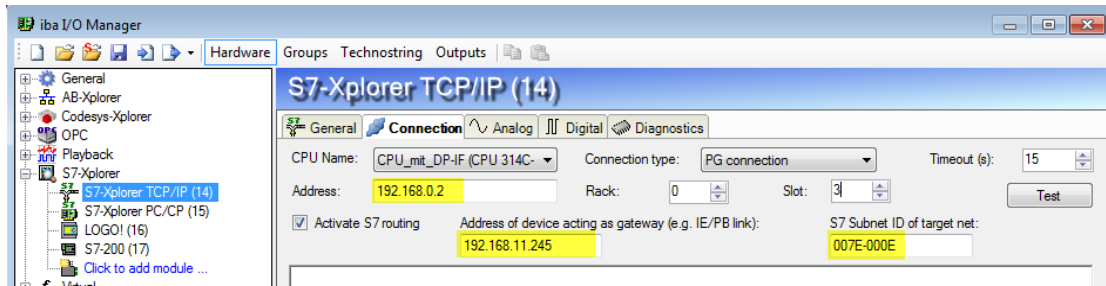 iba I/O Manager
Hardware Groups Technostring Outputs
General
AB-Xplorer
Codesys-Xplorer
OPC
Playback
S7-Xplorer
S7-Xplorer TCP/IP (14)
S7-Xplorer PC/CP (15)
LOGO! (16)
S7-200 (17)
Click to add module ...
S7-Xplorer TCP/IP (14)
General Connection Analog Digital Diagnostics
CPU Name: CPU_mit_DP-IF (CPU 314C- Connection type: PG connection Timeout (s): 15
Address: 192.168.0.2 Rack: 0 Slot: 3 Test
Activate S7 routing Address of device acting as gateway (e.g. IE/PB link): S7 Subnet ID of target net:
192.168.11.245 007E-000E